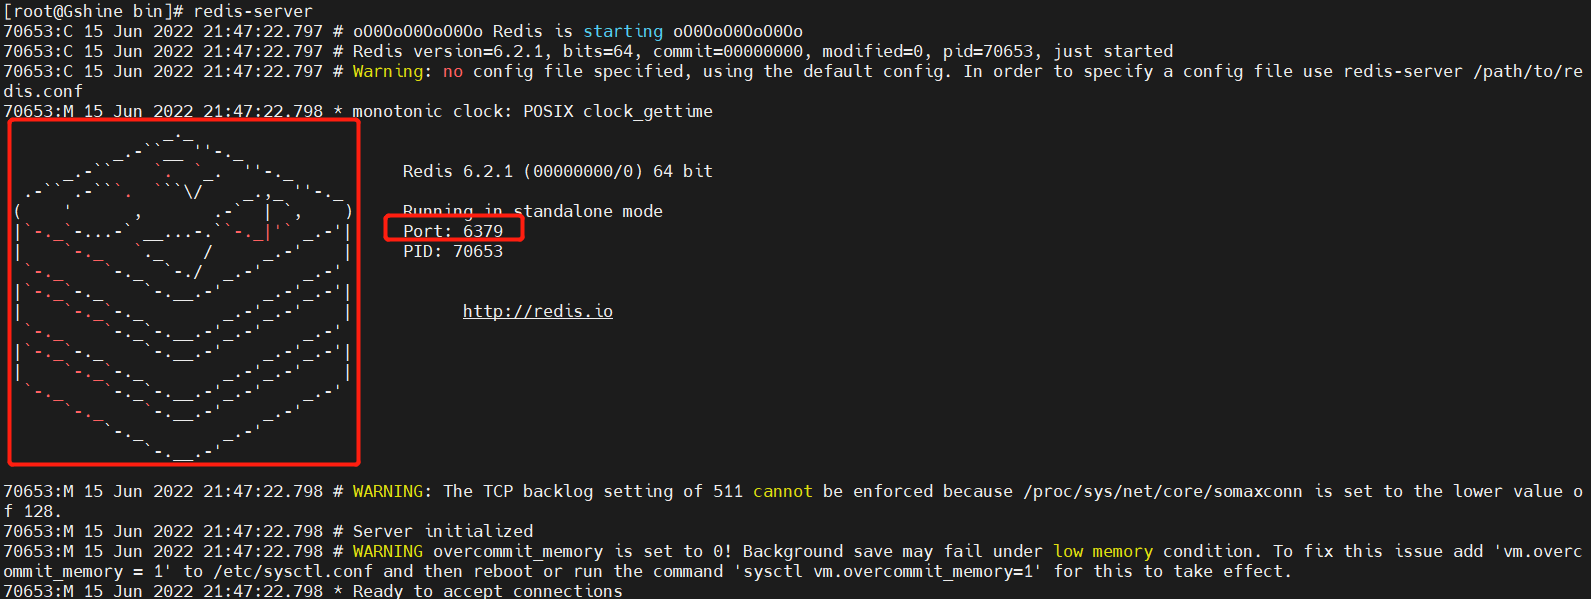 [root@Gshine bin]# redis-server
70653:C 15 Jun 2022 21:47:22.797 # oO0OoO0OoO0Oo Redis is starting oO0OoO0OoO0Oo
70653:C 15 Jun 2022 21:47:22.797 # Redis version=6.2.1, bits=64, commit=00000000, modified=0, pid=70653, just started
70653:C 15 Jun 2022 21:47:22.797 # Warning: no config file specified, using the default config. In order to specify a config file use redis-server /path/to/re
dis.conf
70653:M 15 Jun 2022 21:47:22.798 * monotonic clock: POSIX clock_gettime
Redis 6.2.1 (00000000/0) 64 bit
Running in standalone mode
Port: 6379
PID: 70653
http://redis.io
70653:M 15 Jun 2022 21:47:22.798 # WARNING: The TCP backlog setting of 511 cannot be enforced because /proc/sys/net/core/somaxconn is set to the lower value o
f 128.
70653:M 15 Jun 2022 21:47:22.798 # Server initialized
70653:M 15 Jun 2022 21:47:22.798 # WARNING overcommit_memory is set to 0! Background save may fail under low memory condition. To fix this issue add 'vm.overc
ommit_memory = 1' to /etc/sysctl.conf and then reboot or run the command 'sysctl vm.overcommit_memory=1' for this to take effect.
70653:M 15 Jun 2022 21:47:22.798 * Ready to accept connections